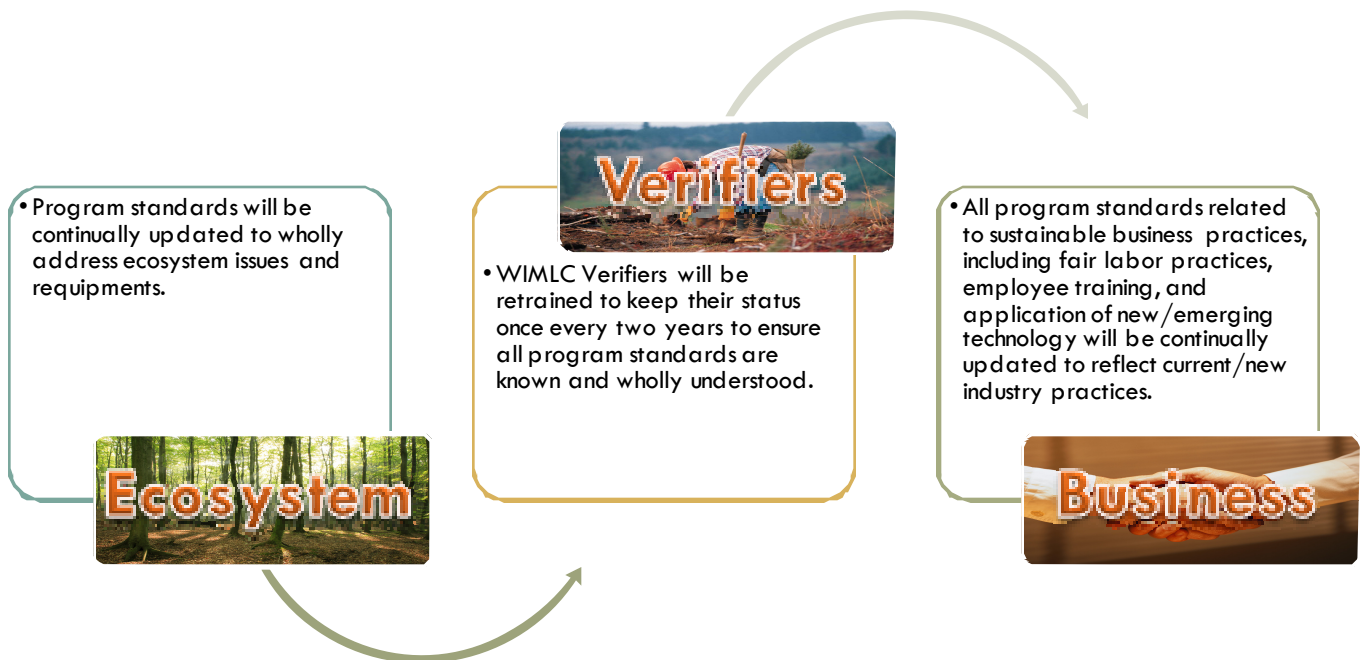 • Program standards will be
continually updated to wholly
address ecosystem issues and
requipments.
Ecosystem
Verifiers
• WIMLC Verifiers will be
retrained to keep their status
once every two years to ensure
all program standards are
known and wholly understood.
• All program standards related
to sustainable business practices,
including fair labor practices,
employee training, and
application of new/emerging
technology will be continually
updated to reflect current/new
industry practices.
Business